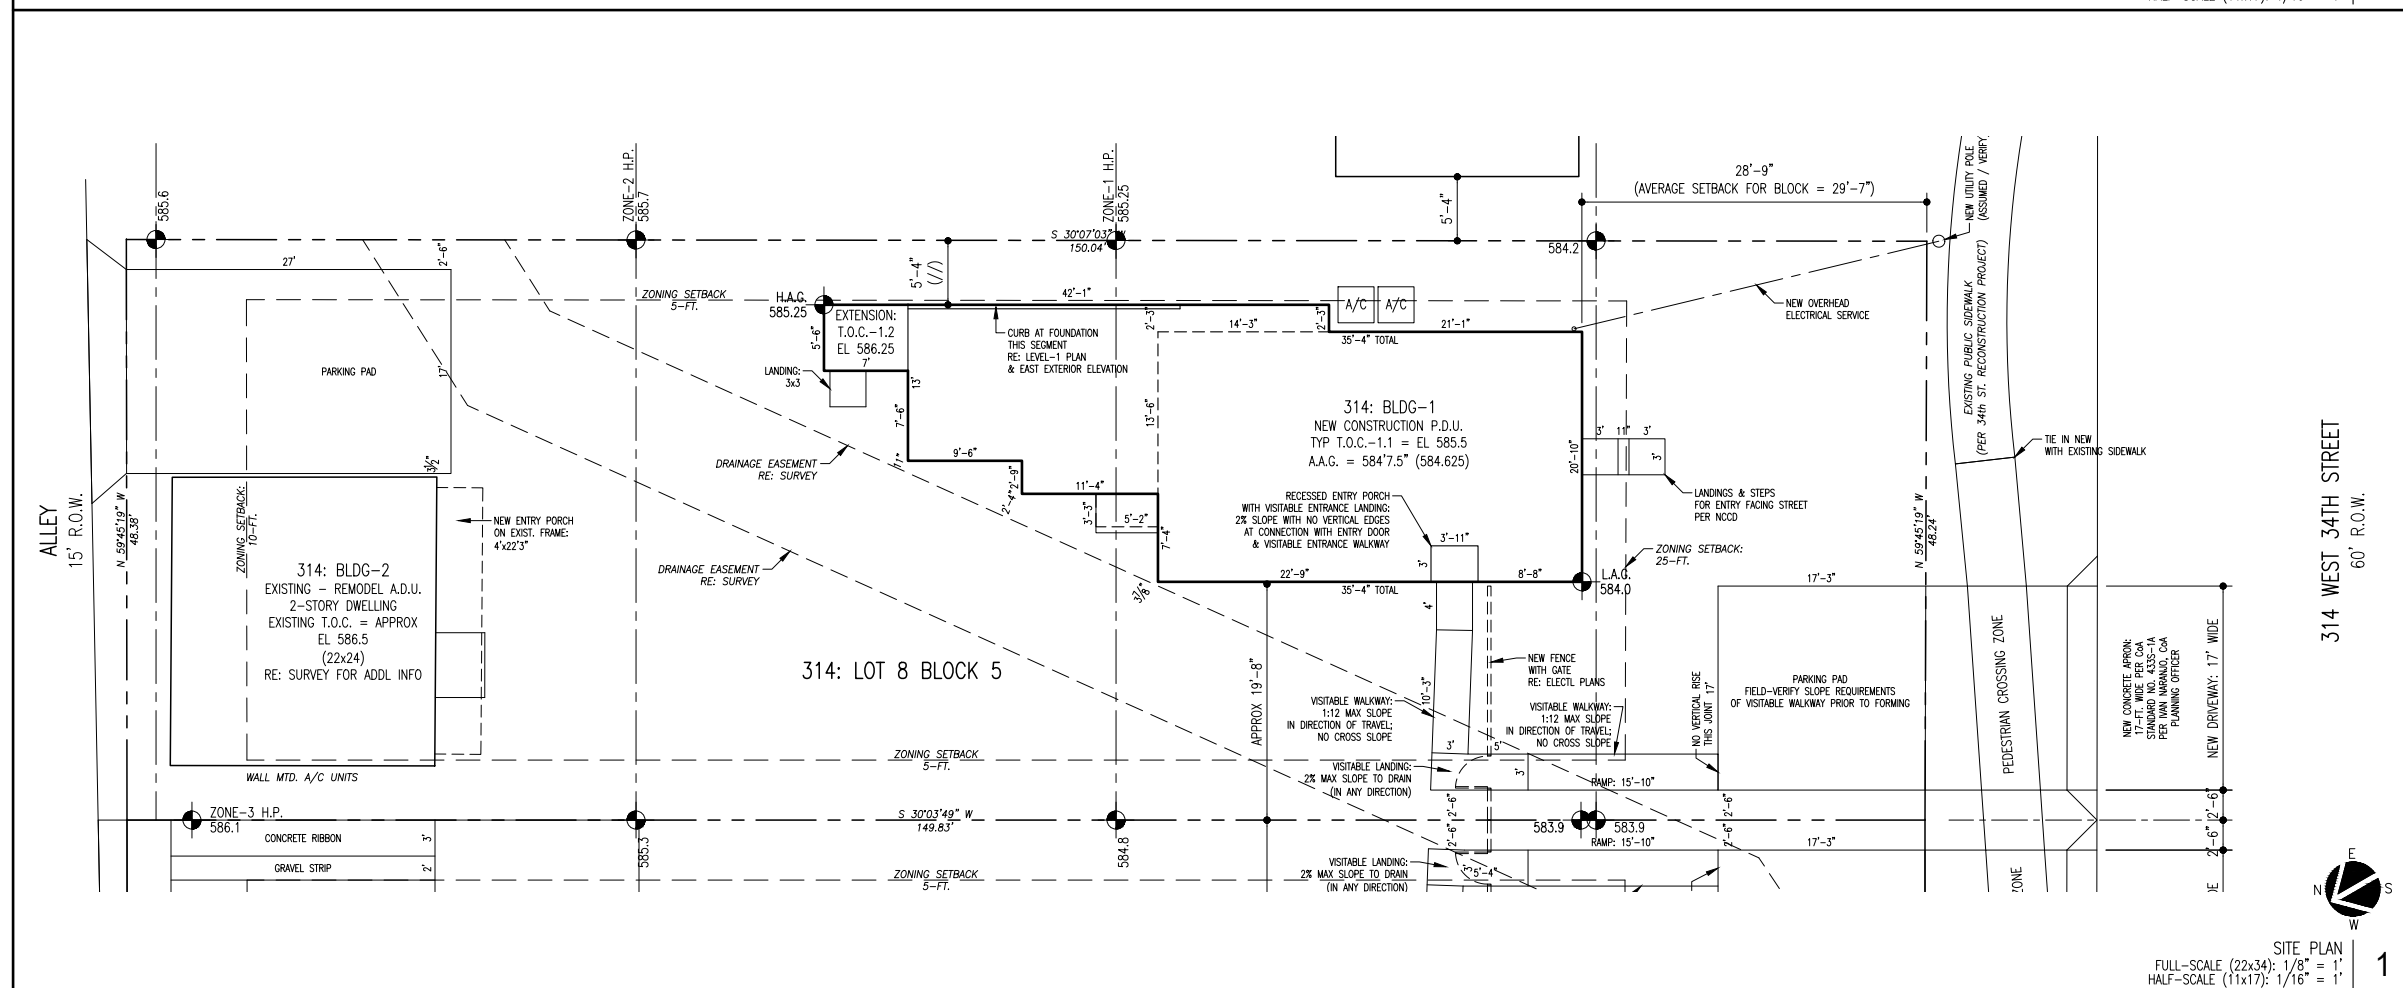 ALLEY
15' R.O.W.
N 59°45'19" W
48.38'
585.6
ZONE-2 H.P.
585.7
ZONE-1 H.P.
585.25
S 30°07'03" W
150.04'
584.2
5'-4"
28'-9"
(AVERAGE SETBACK FOR BLOCK = 29'-7")
NEW UTILITY POLE
(ASSUMED / VERIFY
EXISTING PUBLIC SIDEWALK
(PER 34th ST. RECONSTRUCTION PROJECT)
NEW OVERHEAD
ELECTRICAL SERVICE
27'
2'-6"
17'
PARKING PAD
3½"
ZONING SETBACK
5-FT.
5'-4"
(//)
H.A.G.
585.25
EXTENSION:
T.O.C.-1.2
EL 586.25
5'-6"
7'
LANDING:
3x3
42'-1"
CURB AT FOUNDATION
THIS SEGMENT
RE: LEVEL-1 PLAN
& EAST EXTERIOR ELEVATION
2'-3"
14'-3"
2'-3"
A/C
A/C
21'-1"
35'-4" TOTAL
13'
7'-6"
11"
9'-6"
2'-9"
2'-4"
11'-4"
3'-3"
5'-2"
7'-4"
13'-6"
3⅞"
314: BLDG-1
NEW CONSTRUCTION P.D.U.
TYP T.O.C.-1.1 = EL 585.5
A.A.G. = 584'7.5" (584.625)
20'-10"
3'
11"
3'
3'
LANDINGS & STEPS
FOR ENTRY FACING STREET
PER NCCD
TIE IN NEW
WITH EXISTING SIDEWALK
RECESSED ENTRY PORCH
WITH VISITABLE ENTRANCE LANDING:
2% SLOPE WITH NO VERTICAL EDGES
AT CONNECTION WITH ENTRY DOOR
& VISITABLE ENTRANCE WALKWAY
3'-11"
3'
22'-9"
8'-8"
35'-4" TOTAL
L.A.G.
584.0
ZONING SETBACK:
25-FT.
N 59°45'19" W
48.24'
314 WEST 34TH STREET
60' R.O.W.
DRAINAGE EASEMENT
RE: SURVEY
DRAINAGE EASEMENT
RE: SURVEY
ZONING SETBACK:
10-FT.
NEW ENTRY PORCH
ON EXIST. FRAME:
4'x22'3"
314: BLDG-2
EXISTING - REMODEL A.D.U.
2-STORY DWELLING
EXISTING T.O.C. = APPROX
EL 586.5
(22x24)
RE: SURVEY FOR ADDL INFO
WALL MTD. A/C UNITS
314: LOT 8 BLOCK 5
APPROX 19'-8"
4'
10'-3"
3'
5'
3'
NEW FENCE
WITH GATE
RE: ELECTL PLANS
VISITABLE WALKWAY:
1:12 MAX SLOPE
IN DIRECTION OF TRAVEL;
NO CROSS SLOPE
VISITABLE WALKWAY:
1:12 MAX SLOPE
IN DIRECTION OF TRAVEL;
NO CROSS SLOPE
VISITABLE LANDING:
2% MAX SLOPE TO DRAIN
(IN ANY DIRECTION)
RAMP: 15'-10"
NO VERTICAL RISE
THIS JOINT 17'
17'-3"
PARKING PAD
FIELD-VERIFY SLOPE REQUIREMENTS
OF VISITABLE WALKWAY PRIOR TO FORMING
PEDESTRIAN CROSSING ZONE
NEW CONCRETE APRON:
17-FT. WIDE PER CoA
STANDARD NO. 433S-1A
PER IVAN NARANJO, CoA
PLANNING OFFICER
NEW DRIVEWAY: 17' WIDE
2'-6"
2'-6"
ZONING SETBACK
5-FT.
ZONE-3 H.P.
586.1
585.3
S 30°03'49" W
149.83'
584.8
583.9
583.9
2'-6"
2'-6"
2'-6"
2'-6"
CONCRETE RIBBON
3'
GRAVEL STRIP
2'
ZONING SETBACK
5-FT.
VISITABLE LANDING:
2% MAX SLOPE TO DRAIN
(IN ANY DIRECTION)
3'
5'-4"
RAMP: 15'-10"
17'-3"
ZONE
DE
E
N
S
W
SITE PLAN
FULL-SCALE (22x34): 1/8" = 1'
HALF-SCALE (11x17): 1/16" = 1'
1